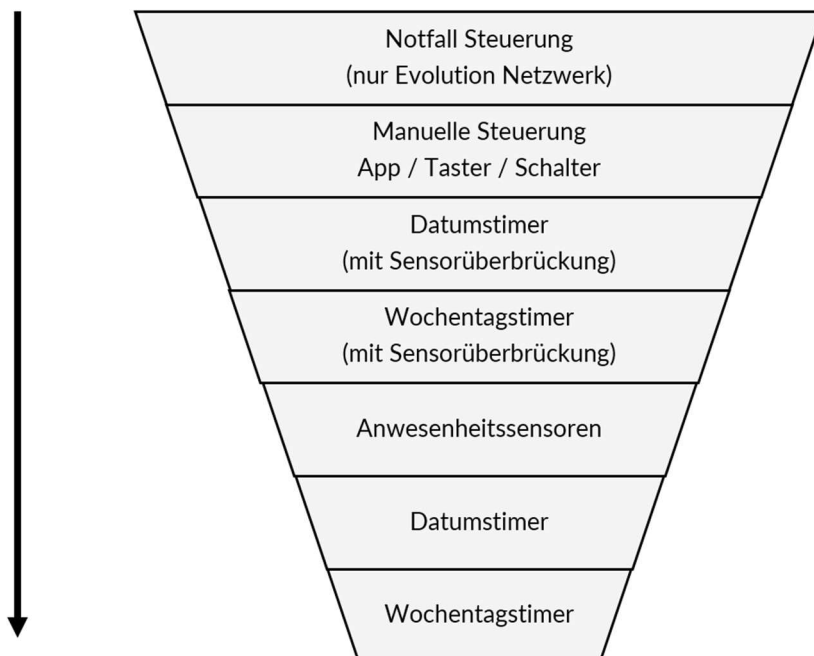 Notfall Steuerung
(nur Evolution Netzwerk)
Manuelle Steuerung
App / Taster / Schalter
Datumstimer
(mit Sensorüberbrückung)
Wochentagstimer
(mit Sensorüberbrückung)
Anwesenheitssensoren
Datumstimer
Wochentagstimer